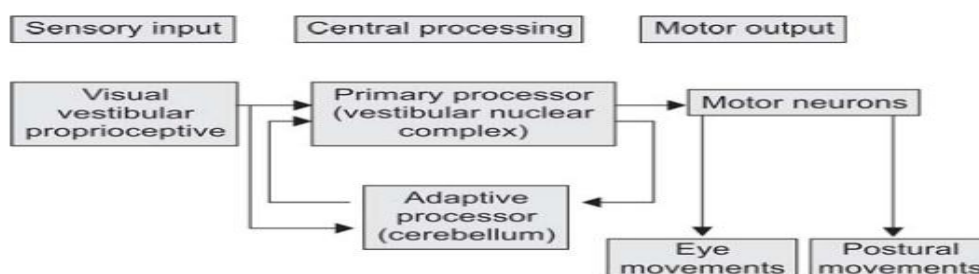 Sensory input
Central processing
Motor output
Visual
vestibular
proprioceptive
Primary processor
(vestibular nuclear
complex)
Motor neurons
Adaptive
processor
(cerebellum)
Eye
movements
Postural
movements